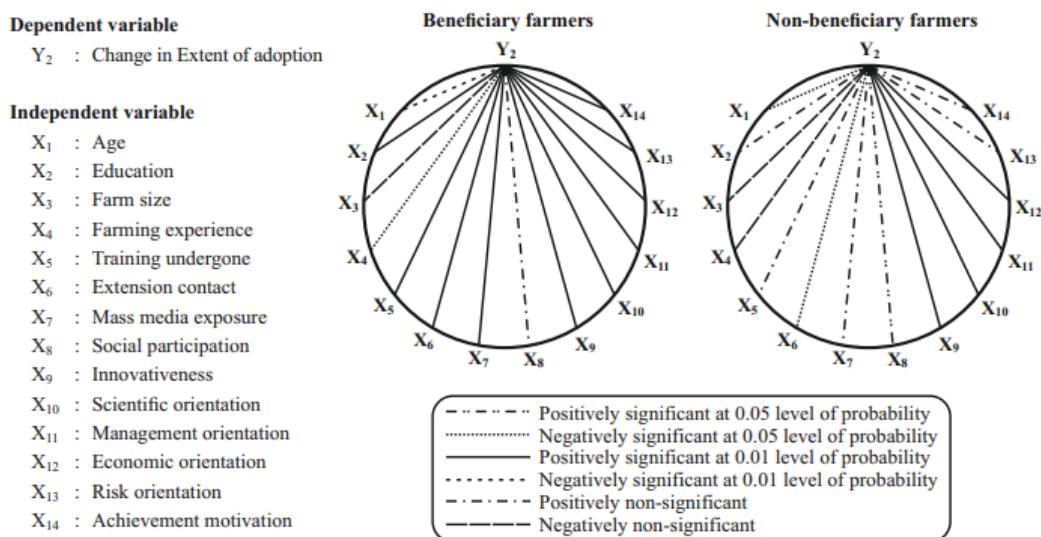 Dependent variable
Y2 : Change in Extent of adoption
Independent variable
X1 : Age
X2 : Education
X3 : Farm size
X4 : Farming experience
X5 : Training undergone
X6 : Extension contact
X7 : Mass media exposure
X8 : Social participation
X9 : Innovativeness
X10 : Scientific orientation
X11 : Management orientation
X12 : Economic orientation
X13 : Risk orientation
X14 : Achievement motivation
Beneficiary farmers
Y2
X1
X2
X3
X4
X5
X6
X7
X8
X9
X10
X11
X12
X13
X14
Non-beneficiary farmers
Y2
X1
X2
X3
X4
X5
X6
X7
X8
X9
X10
X11
X12
X13
X14
Positively significant at 0.05 level of probability
Negatively significant at 0.05 level of probability
Positively significant at 0.01 level of probability
Negatively significant at 0.01 level of probability
Positively non-significant
Negatively non-significant